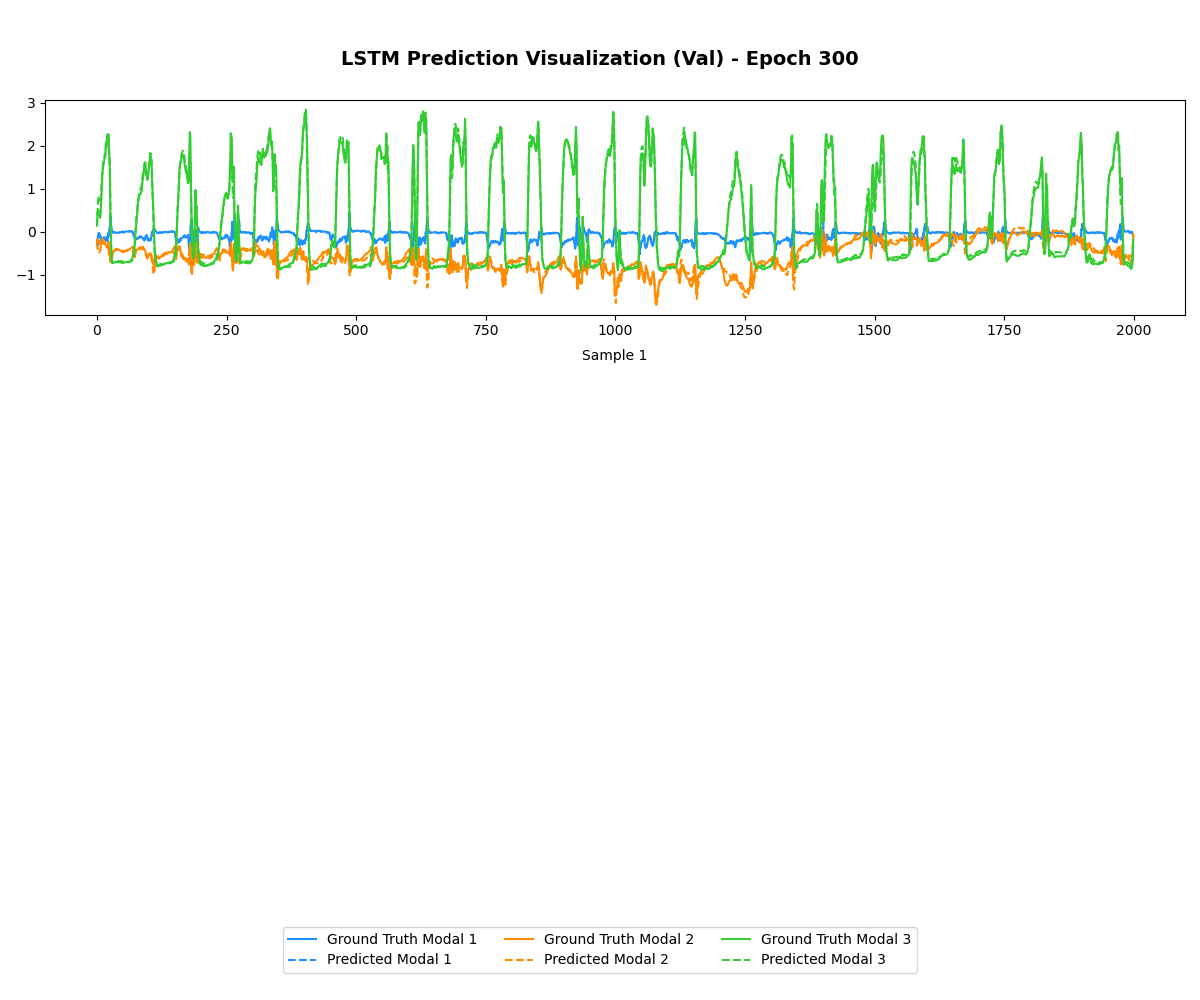 LSTM Prediction Visualization (Val) - Epoch 300
3
2
1
0
−1
0 250 500 750 1000 1250 1500 1750 2000
Sample 1
Ground Truth Modal 1 Ground Truth Modal 2 Ground Truth Modal 3
Predicted Modal 1 Predicted Modal 2 Predicted Modal 3